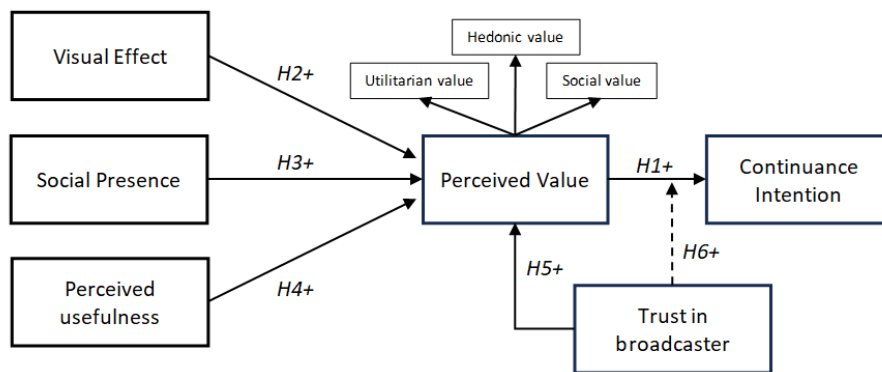 Hedonic value
Visual Effect
H2+
Utilitarian value
Social value
Social Presence
H3+
Perceived Value
H1+
Continuance
Intention
H4+
H5+
H6+
Perceived
usefulness
Trust in
broadcaster